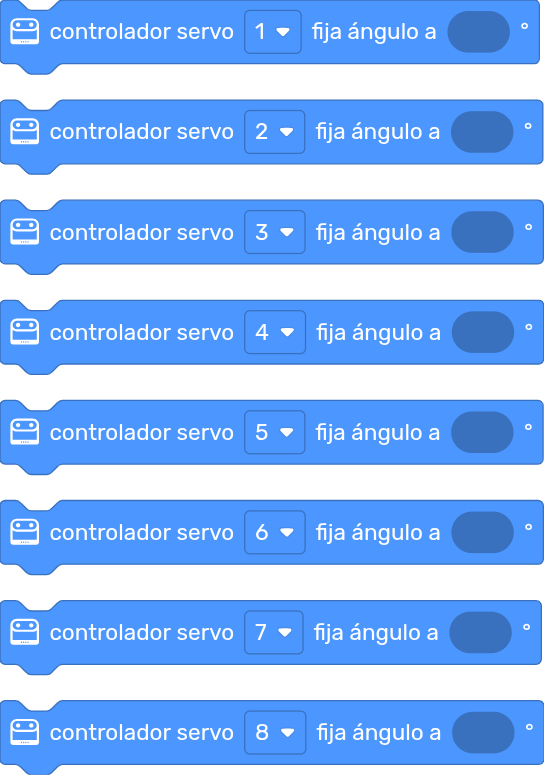 controlador servo 1 fija ángulo a °
controlador servo 2 fija ángulo a °
controlador servo 3 fija ángulo a °
controlador servo 4 fija ángulo a °
controlador servo 5 fija ángulo a °
controlador servo 6 fija ángulo a °
controlador servo 7 fija ángulo a °
controlador servo 8 fija ángulo a °